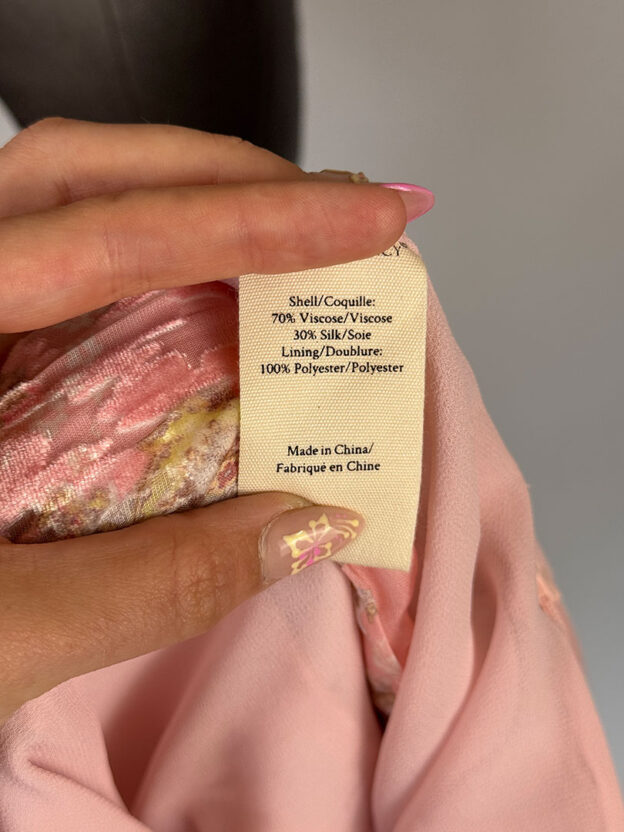 Shell/Coquille:
70% Viscose/Viscose
30% Silk/Soie
Lining/Doublure:
100% Polyester/Polyester
Made in China/
Fabriqué en Chine